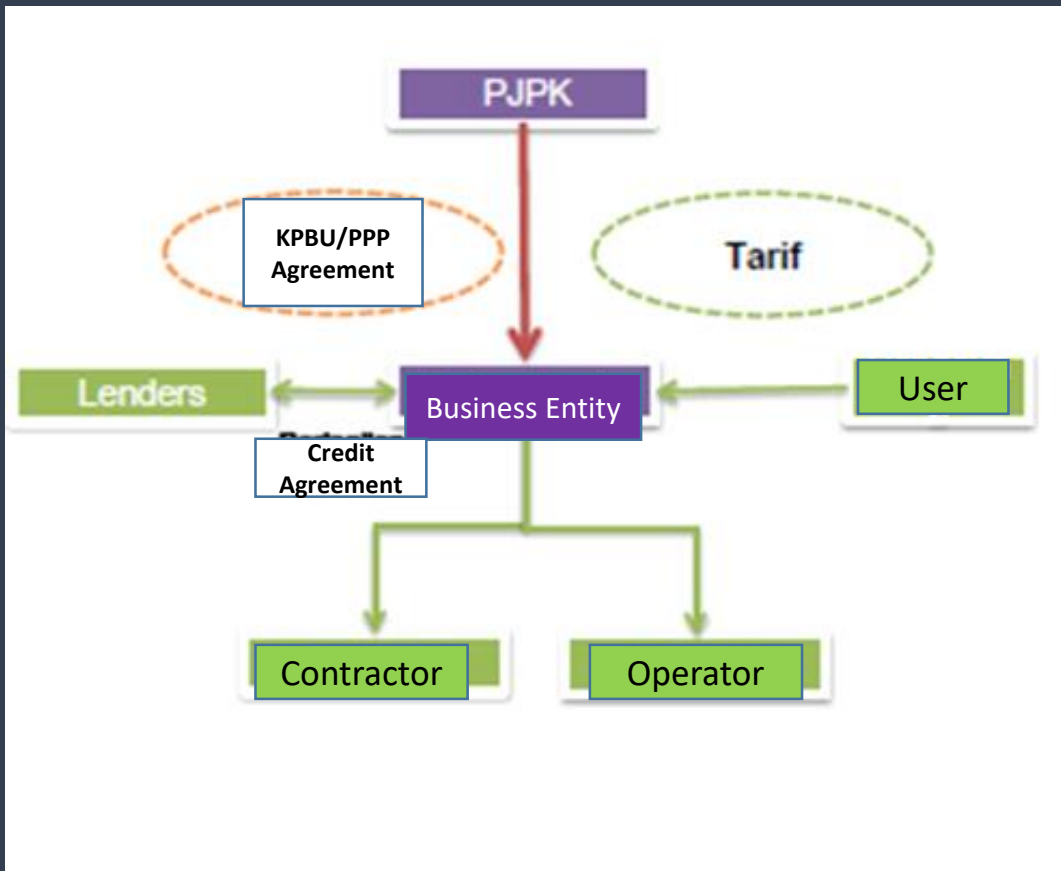 PJPK
KPBU/PPP
Agreement
Tarif
Lenders
Business Entity
User
Credit
Agreement
Contractor
Operator